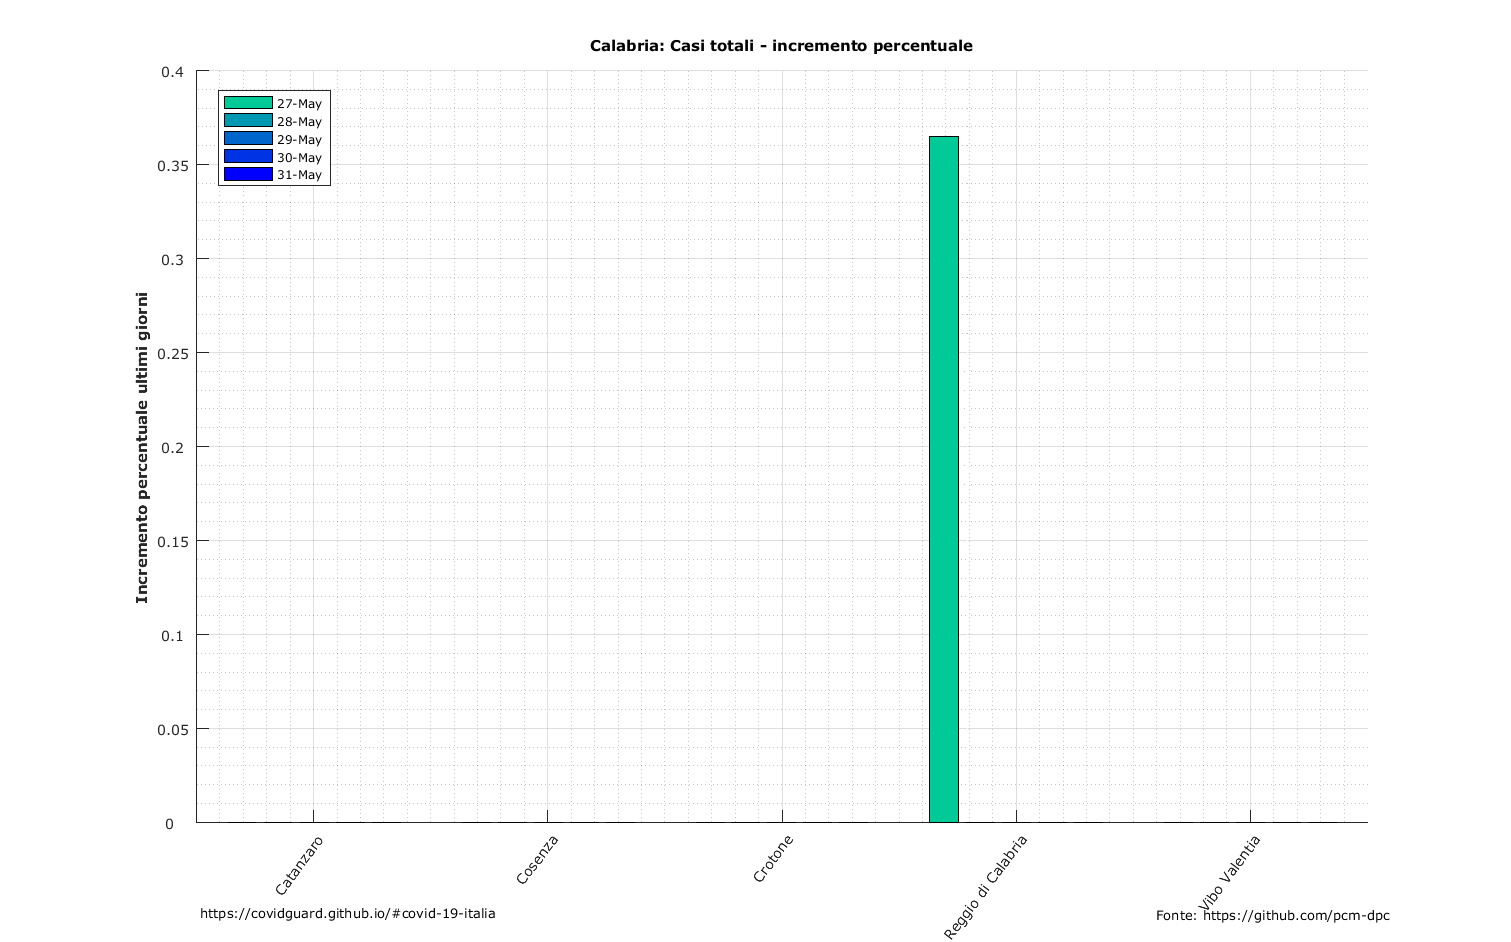 Calabria: Casi totali - incremento percentuale
0.4
0.35
0.3
0.25
0.2
0.15
0.1
0.05
0
Incremento percentuale ultimi giorni
27-May
28-May
29-May
30-May
31-May
Catanzaro
Cosenza
Crotone
Reggio di Calabria
Vibo Valentia
https://covidguard.github.io/#covid-19-italia
Fonte: https://github.com/pcm-dpc